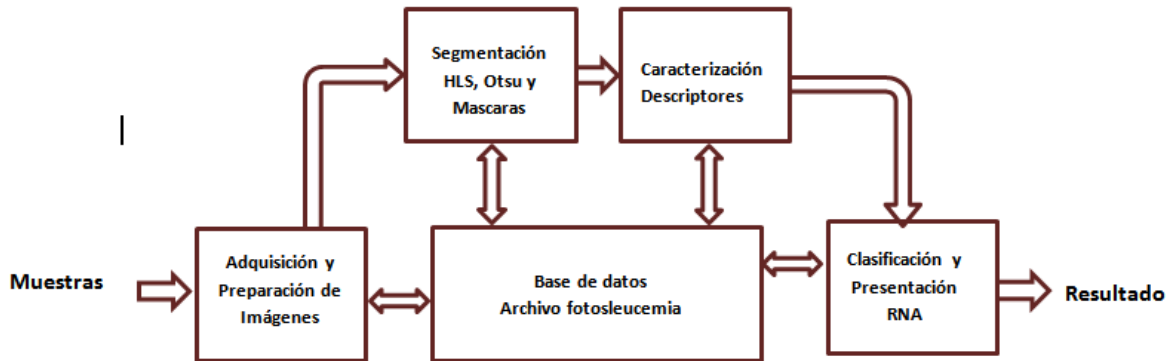 Segmentación
HLS, Otsu y
Mascaras
Caracterización
Descriptores
Muestras
Adquisición y
Preparación de
Imágenes
Base de datos
Archivo fotosleucemia
Clasificación y
Presentación
RNA
Resultado